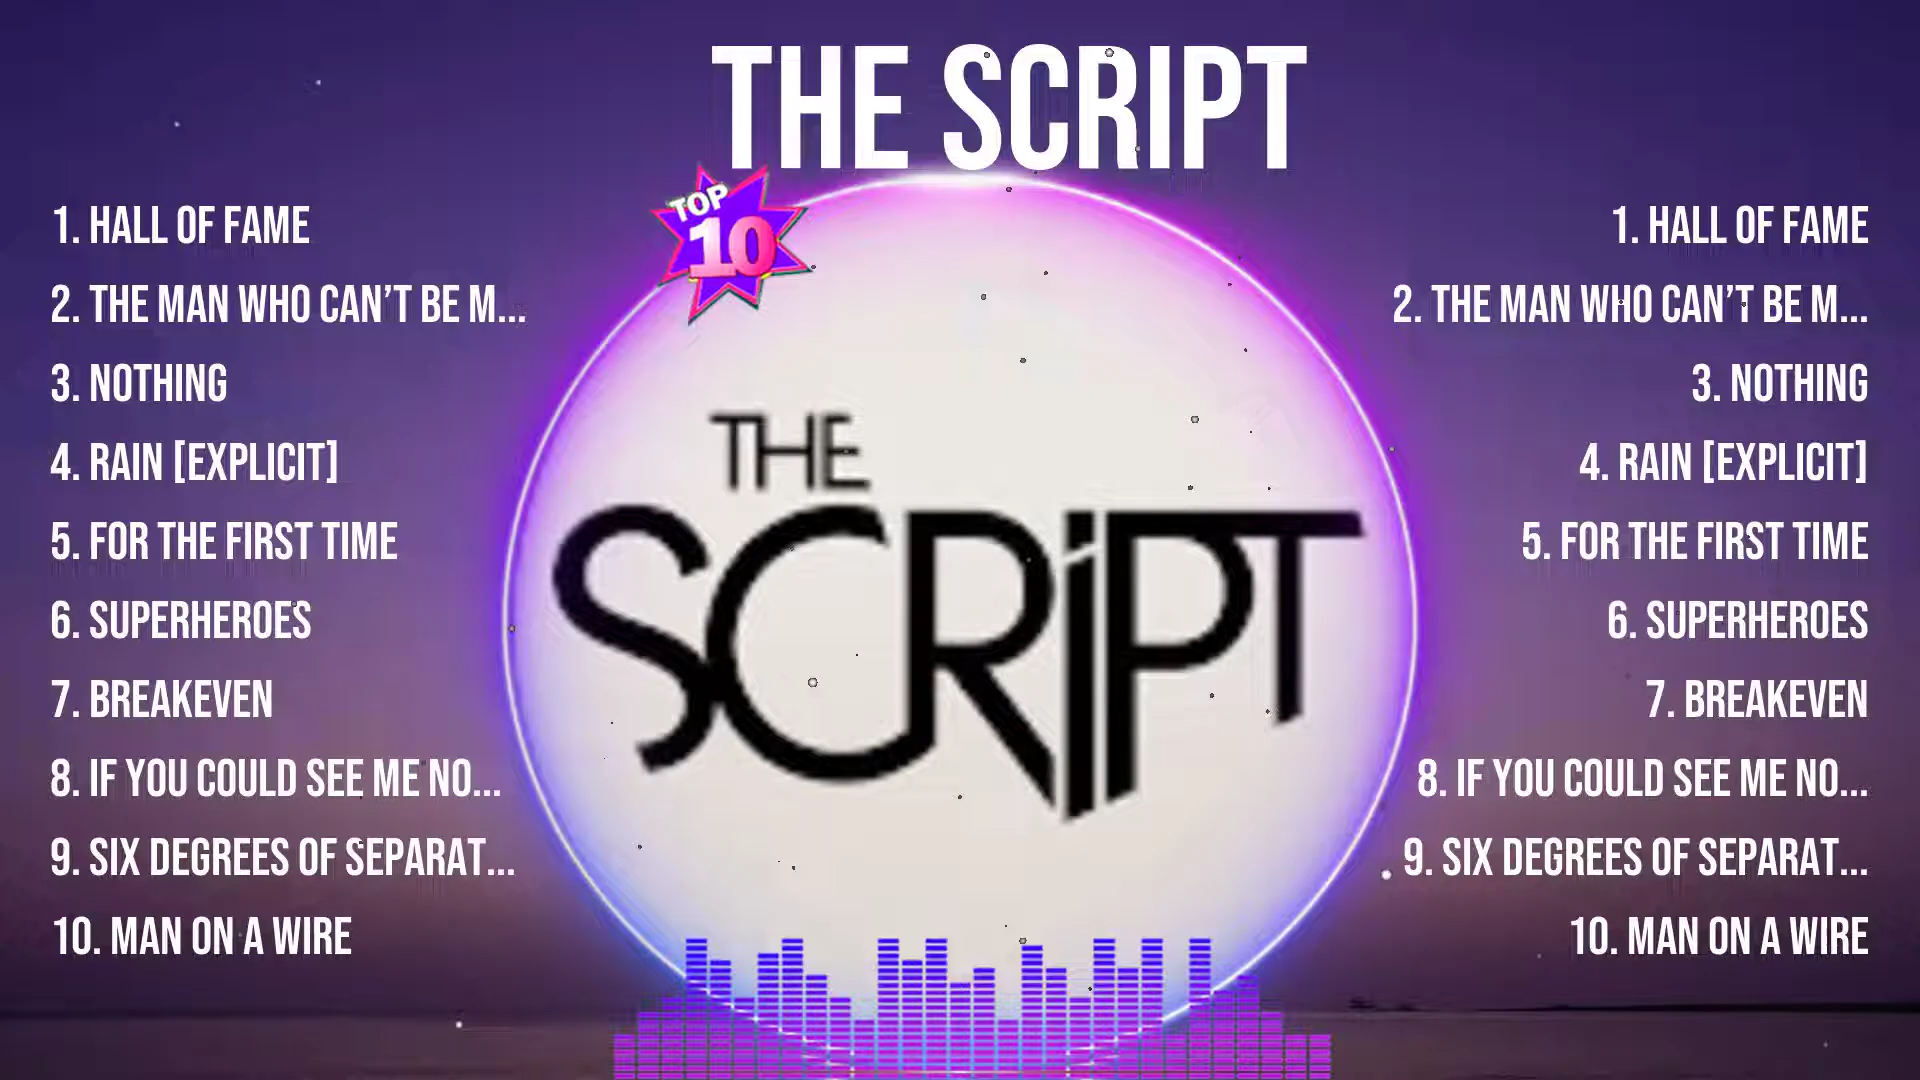 THE SCRIPT
TOP
10
1. HALL OF FAME
2. THE MAN WHO CAN'T BE M...
3. NOTHING
4. RAIN [EXPLICIT]
5. FOR THE FIRST TIME
6. SUPERHEROES
7. BREAKEVEN
8. IF YOU COULD SEE ME NO...
9. SIX DEGREES OF SEPARAT...
10. MAN ON A WIRE
THE
SCRIPT
1. HALL OF FAME
2. THE MAN WHO CAN'T BE M...
3. NOTHING
4. RAIN [EXPLICIT]
5. FOR THE FIRST TIME
6. SUPERHEROES
7. BREAKEVEN
8. IF YOU COULD SEE ME NO...
9. SIX DEGREES OF SEPARAT...
10. MAN ON A WIRE